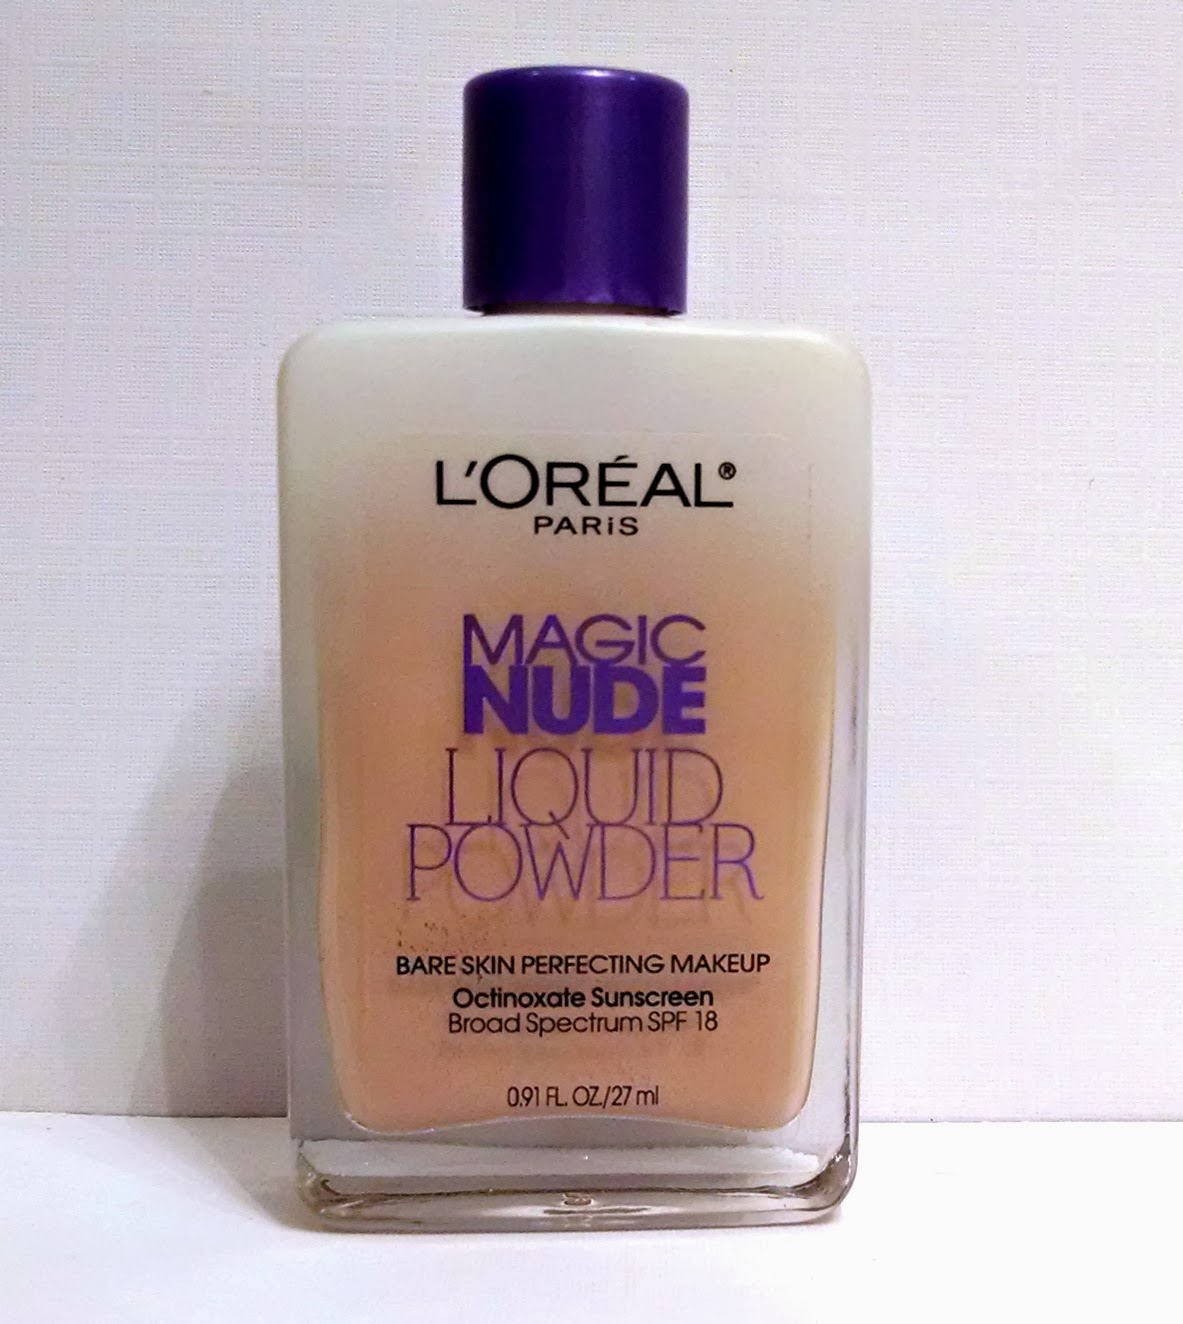 L'ORÉAL®
PARiS
MAGIC
NUDE
LIQUID
POWDER
BARE SKIN PERFECTING MAKEUP
Octinoxate Sunscreen
Broad Spectrum SPF 18
0.91 FL. OZ./27 ml